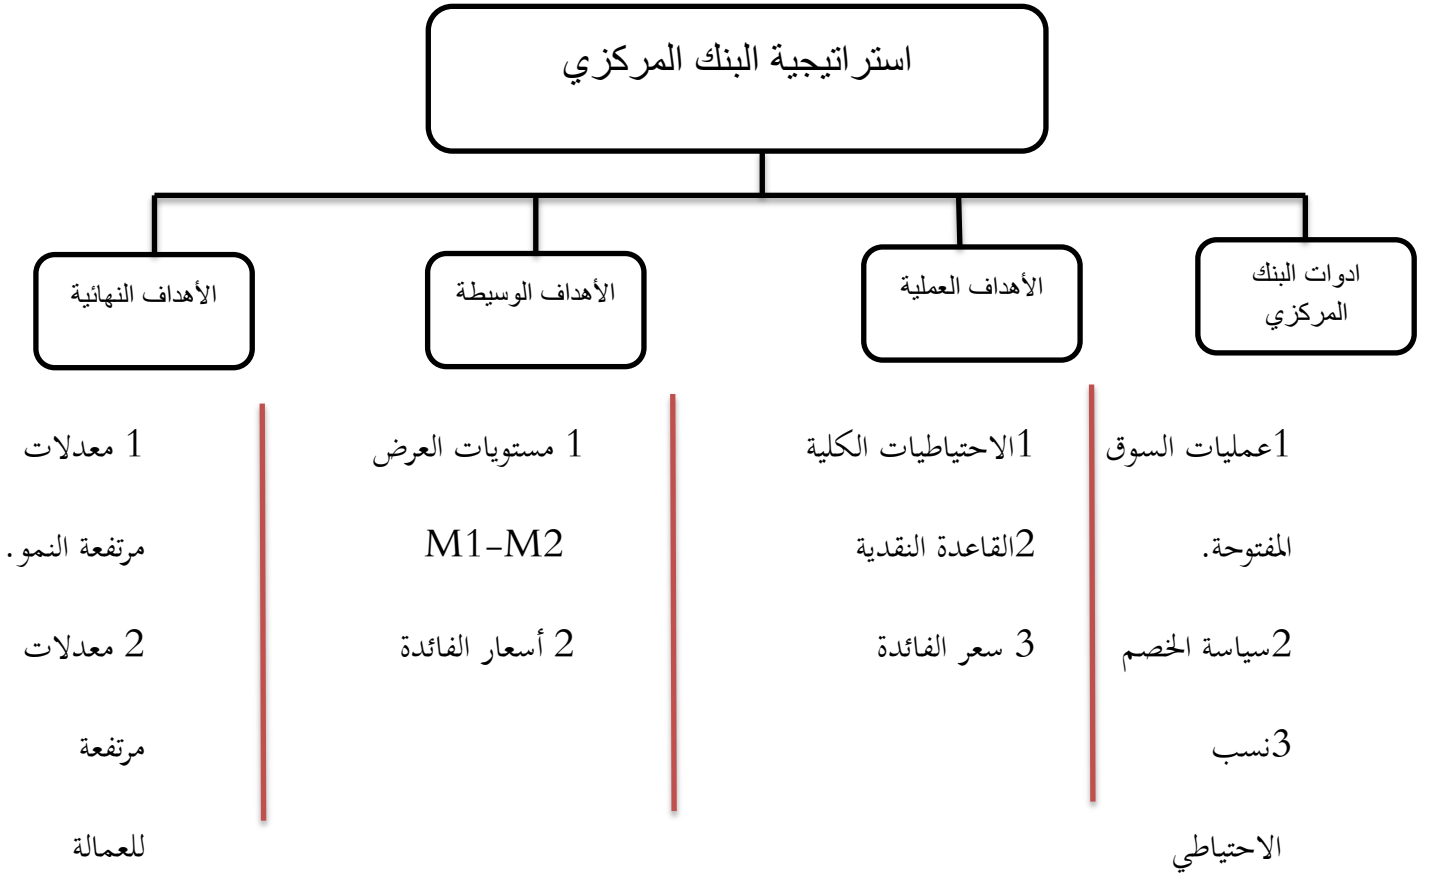 استراتيجية البنك المركزي
ادوات البنك
المركزي
الأهداف العملية
الأهداف الوسيطة
الأهداف النهائية
1عمليات السوق
المفتوحة.
2سياسة الخصم
3نسب
الاحتياطي
1الاحتياطيات الكلية
2القاعدة النقدية
3 سعر الفائدة
1 مستويات العرض
M1-M2
2 أسعار الفائدة
1 معدلات
مرتفعة النمو.
2 معدلات
مرتفعة
للعمالة